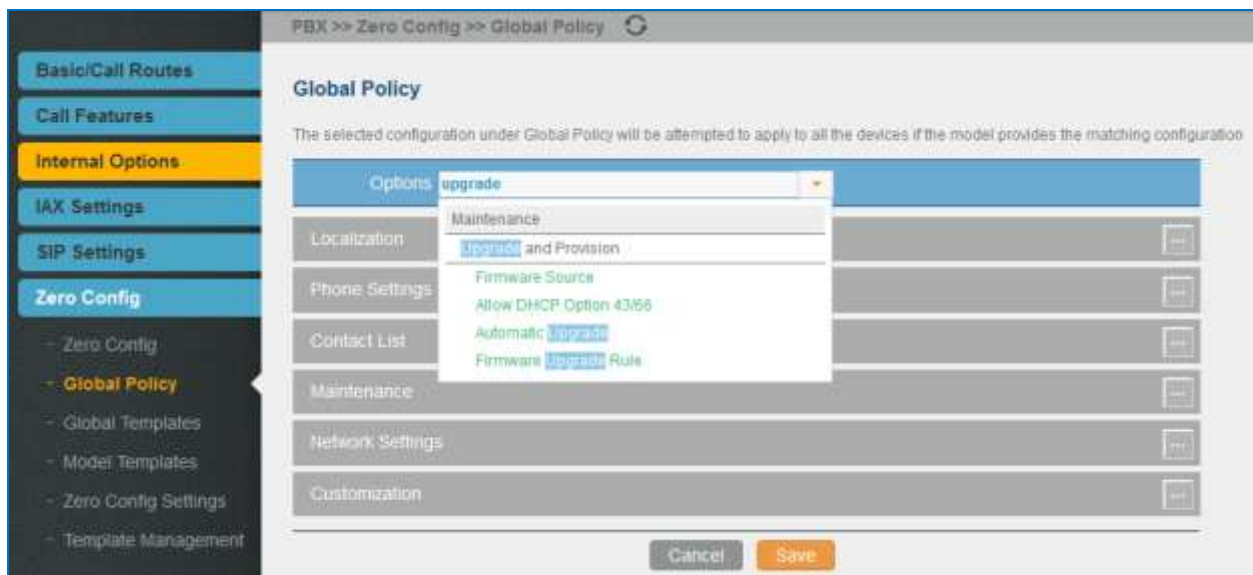 PBX >> Zero Config >> Global Policy
Basic/Call Routes
Call Features
Internal Options
IAX Settings
SIP Settings
Zero Config
- Zero Config
- Global Policy
- Global Templates
- Model Templates
- Zero Config Settings
- Template Management
Global Policy
The selected configuration under Global Policy will be attempted to apply to all the devices if the model provides the matching configuration
Options upgrade
Maintenance
Upgrade and Provision
Firmware Source
Allow DHCP Option 43/66
Automatic Upgrade
Firmware Upgrade Rule
Localization
Phone Settings
Contact List
Maintenance
Network Settings
Customization
Cancel Save